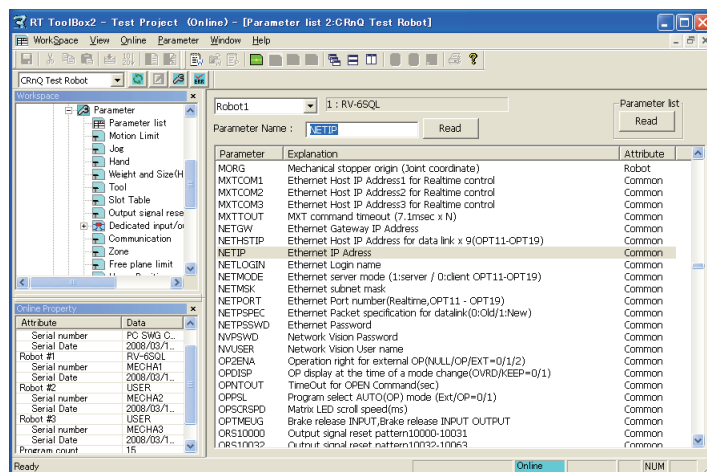 RT ToolBox2 - Test Project (Online) - [Parameter list 2:CRnQ Test Robot]
WorkSpace View Online Parameter Window Help
CRnQ Test Robot
Workspace
Parameter
Parameter list
Motion Limit
Jog
Hand
Weight and Size(H
Tool
Slot Table
Output signal rese
Dedicated input/o
Communication
Zone
Free plane limit
Online Property
Attribute Data
Serial number PC SWG C...
Serial Date 2008/03/1...
Robot #1 RV-6SQL
Serial number MECHA1
Serial Date 2008/03/1...
Robot #2 USER
Serial number MECHA2
Serial Date 2008/03/1...
Robot #3 USER
Serial number MECHA3
Serial Date 2008/03/1...
Program count 15
Robot1 1 : RV-6SQL
Parameter list
Read
Parameter Name : NETIP Read
Parameter Explanation Attribute
MORG Mechanical stopper origin (Joint coordinate) Robot
MXTCOM1 Ethernet Host IP Address1 for Realtime control Common
MXTCOM2 Ethernet Host IP Address2 for Realtime control Common
MXTCOM3 Ethernet Host IP Address3 for Realtime control Common
MXTTOUT MXT command timeout (7.1msec x N) Common
NETGW Ethernet Gateway IP Address Common
NETHSTIP Ethernet Host IP Address for data link x 9(OPT11-OPT19) Common
NETIP Ethernet IP Adress Common
NETLOGIN Ethernet Login name Common
NETMODE Ethernet server mode (1:server / 0:client OPT11-OPT19) Common
NETMSK Ethernet subnet mask Common
NETPORT Ethernet Port number(Realtime,OPT11 - OPT19) Common
NETPSPEC Ethernet Packet specification for datalink(0:Old/1:New) Common
NETPSSWD Ethernet Password Common
NVPSWD Network Vision Password Common
NVUSER Network Vision User name Common
OP2ENA Operation right for external OP(NULL/OP/EXT=0/1/2) Common
OPDISP OP display at the time of a mode change(OVRD/KEEP=0/1) Common
OPNTOUT TimeOut for OPEN Command(sec) Common
OPPSL Program select AUTO(OP) mode (Ext/OP=0/1) Common
OPSCRSPD Matrix LED scroll speed(ms) Common
OPTMEUG Brake release INPUT,Brake release INPUT OUTPUT Common
ORS10000 Output signal reset pattern10000-10031 Common
ORS10032 Output signal reset pattern10032-10063 Common
Ready Online NUM